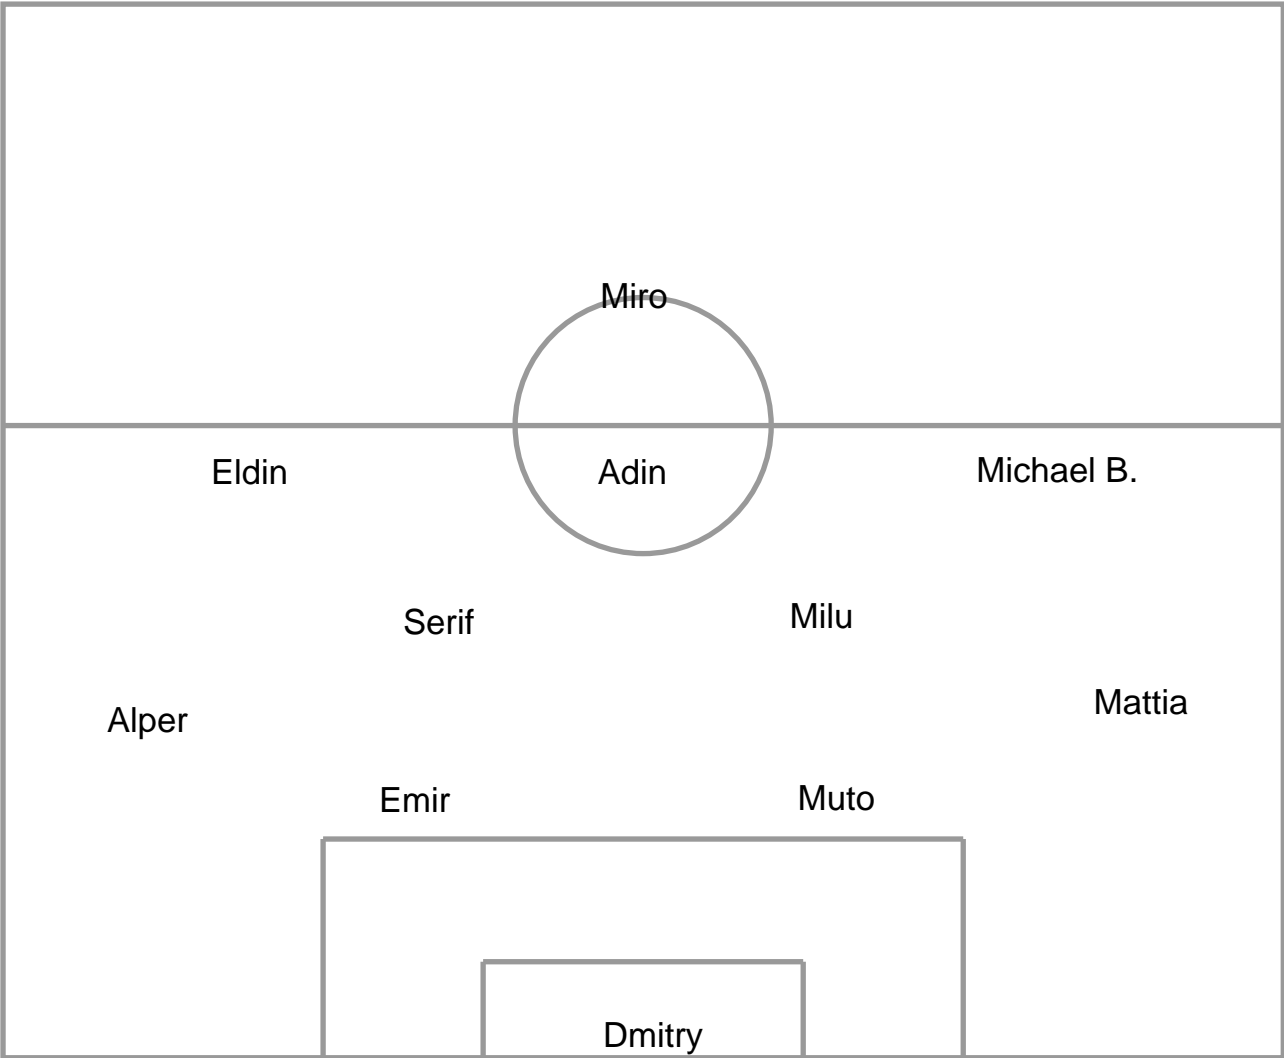 Miro
Eldin Adin Michael B.
Serif Milu
Alper Mattia
Emir Muto
Dmitry